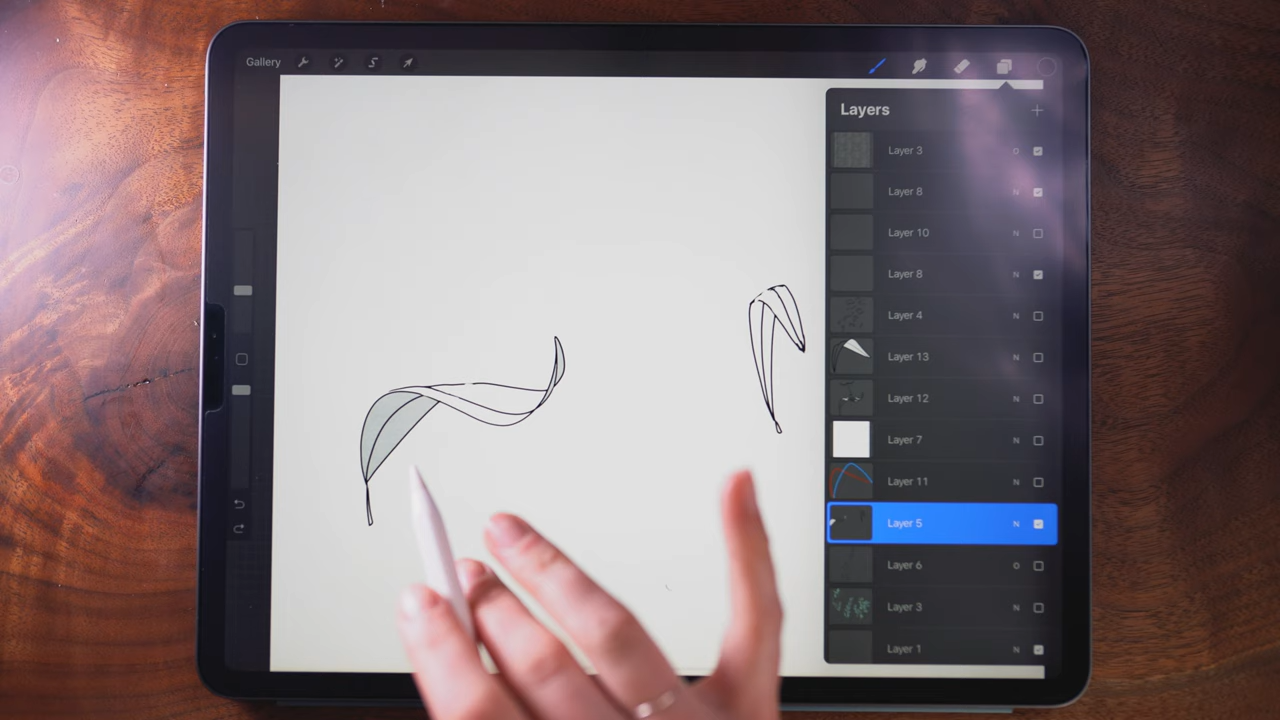 Gallery
Layers
Layer 3 O
Layer 8 N
Layer 10 N
Layer 8 N
Layer 4 N
Layer 13 N
Layer 12 N
Layer 7 N
Layer 11 N
Layer 5 N
Layer 6 O
Layer 3 N
Layer 1 N